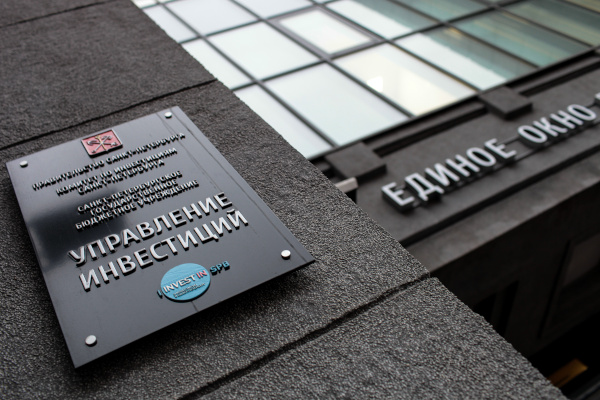 ПРАВИТЕЛЬСТВО САНКТ-ПЕТЕРБУРГА
КОМИТЕТ ПО ИНВЕСТИЦИЯМ
САНКТ-ПЕТЕРБУРГА
САНКТ-ПЕТЕРБУРГСКОЕ
ГОСУДАРСТВЕННОЕ
БЮДЖЕТНОЕ УЧРЕЖДЕНИЕ
УПРАВЛЕНИЕ
ИНВЕСТИЦИЙ
INVEST IN SPB
ЕДИНОЕ ОКНО